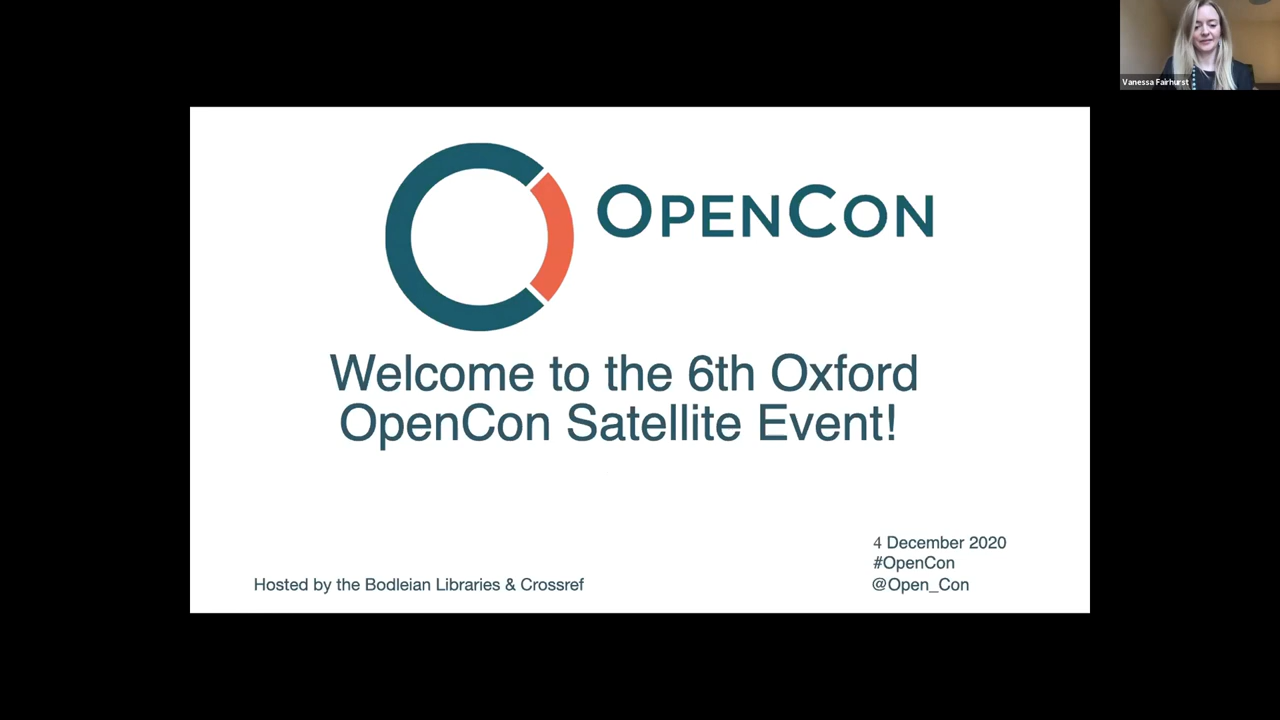 Vanessa Fairhurst
OPENCON
Welcome to the 6th Oxford
OpenCon Satellite Event!
4 December 2020
#OpenCon
Hosted by the Bodleian Libraries & Crossref
@Open_Con